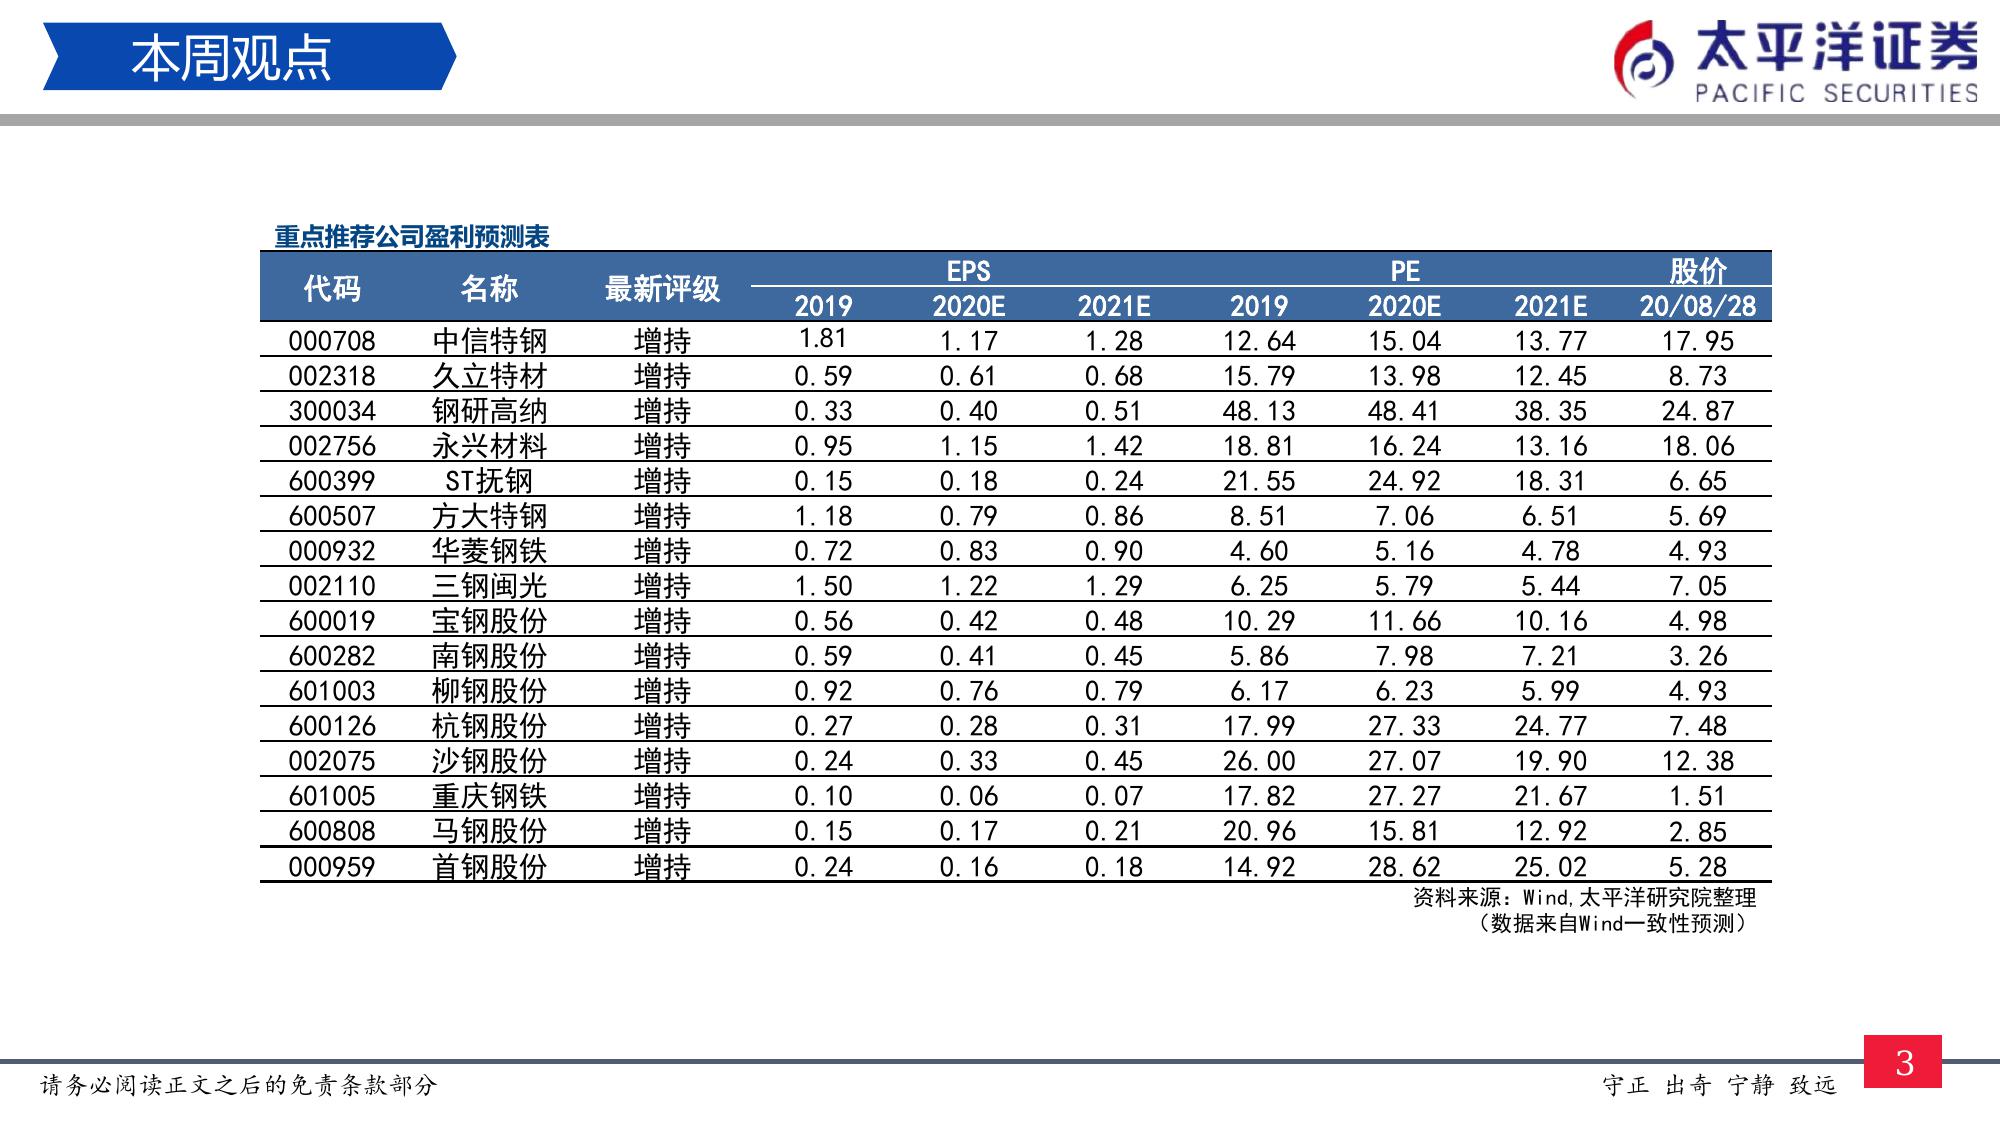 本周观点
太平洋证券
PACIFIC SECURITIES
重点推荐公司盈利预测表
代码 名称 最新评级 EPS PE 股价
2019 2020E 2021E 2019 2020E 2021E 20/08/28
000708 中信特钢 增持 1.81 1.17 1.28 12.64 15.04 13.77 17.95
002318 久立特材 增持 0.59 0.61 0.68 15.79 13.98 12.45 8.73
300034 钢研高纳 增持 0.33 0.40 0.51 48.13 48.41 38.35 24.87
002756 永兴材料 增持 0.95 1.15 1.42 18.81 16.24 13.16 18.06
600399 ST抚钢 增持 0.15 0.18 0.24 21.55 24.92 18.31 6.65
600507 方大特钢 增持 1.18 0.79 0.86 8.51 7.06 6.51 5.69
000932 华菱钢铁 增持 0.72 0.83 0.90 4.60 5.16 4.78 4.93
002110 三钢闽光 增持 1.50 1.22 1.29 6.25 5.79 5.44 7.05
600019 宝钢股份 增持 0.56 0.42 0.48 10.29 11.66 10.16 4.98
600282 南钢股份 增持 0.59 0.41 0.45 5.86 7.98 7.21 3.26
601003 柳钢股份 增持 0.92 0.76 0.79 6.17 6.23 5.99 4.93
600126 杭钢股份 增持 0.27 0.28 0.31 17.99 27.33 24.77 7.48
002075 沙钢股份 增持 0.24 0.33 0.45 26.00 27.07 19.90 12.38
601005 重庆钢铁 增持 0.10 0.06 0.07 17.82 27.27 21.67 1.51
600808 马钢股份 增持 0.15 0.17 0.21 20.96 15.81 12.92 2.85
000959 首钢股份 增持 0.24 0.16 0.18 14.92 28.62 25.02 5.28
资料来源：Wind,太平洋研究院整理
（数据来自Wind一致性预测）
请务必阅读正文之后的免责条款部分
守正 出奇 宁静 致远
3